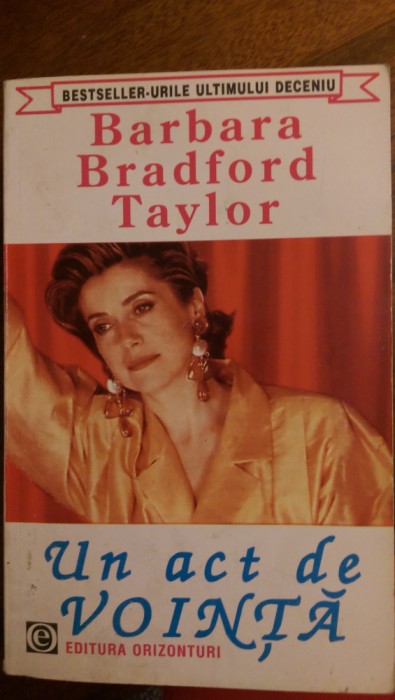 BESTSELLER-URILE ULTIMULUI DECENIU
Barbara
Bradford
Taylor
Un act de
VOINȚĂ
e EDITURA ORIZONTURI